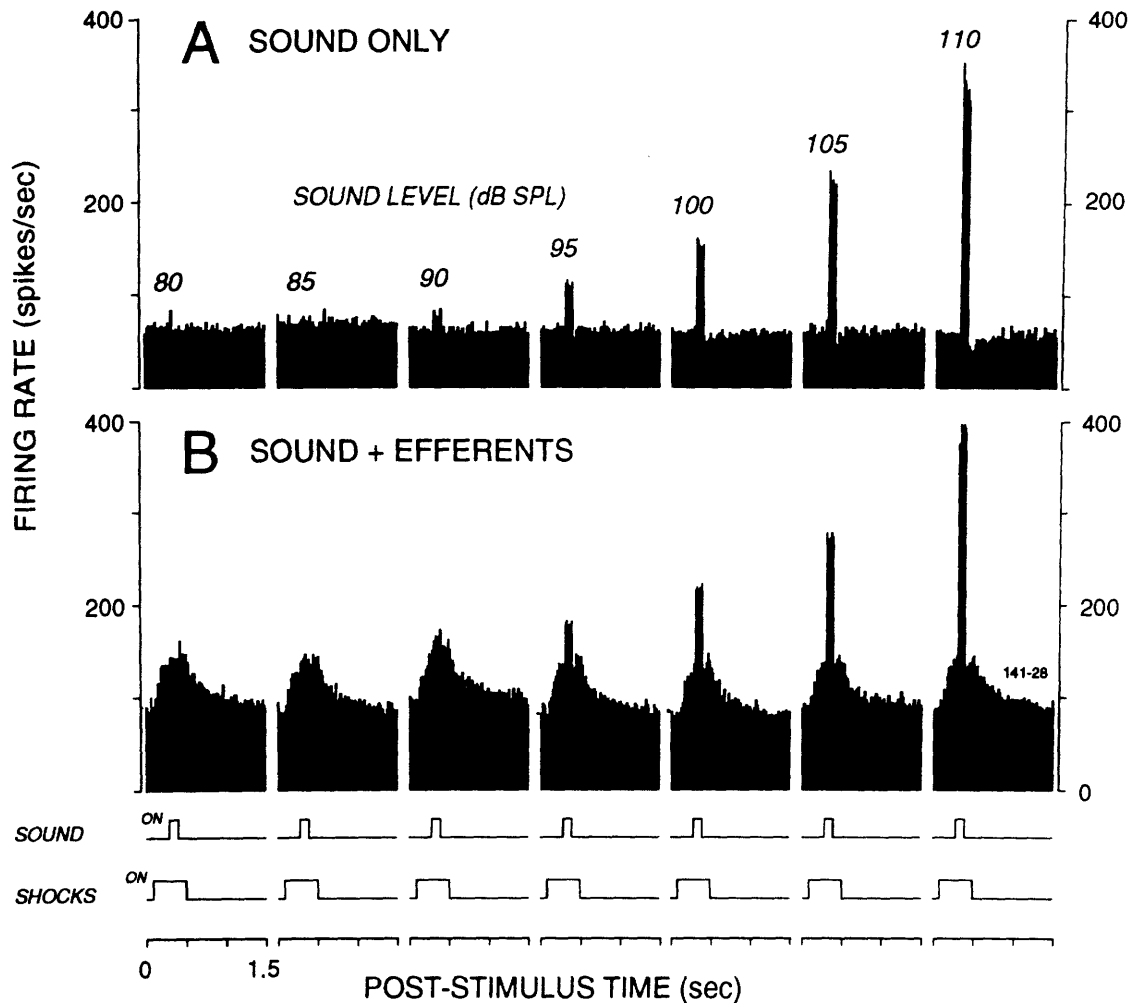 400
400
A SOUND ONLY
110
105
SOUND LEVEL (dB SPL)
200
200
100
95
80
85
90
FIRING RATE (spikes/sec)
400
400
B SOUND + EFFERENTS
200
200
141-28
0
SOUND
ON
ON
SHOCKS
0
1.5
POST-STIMULUS TIME (sec)